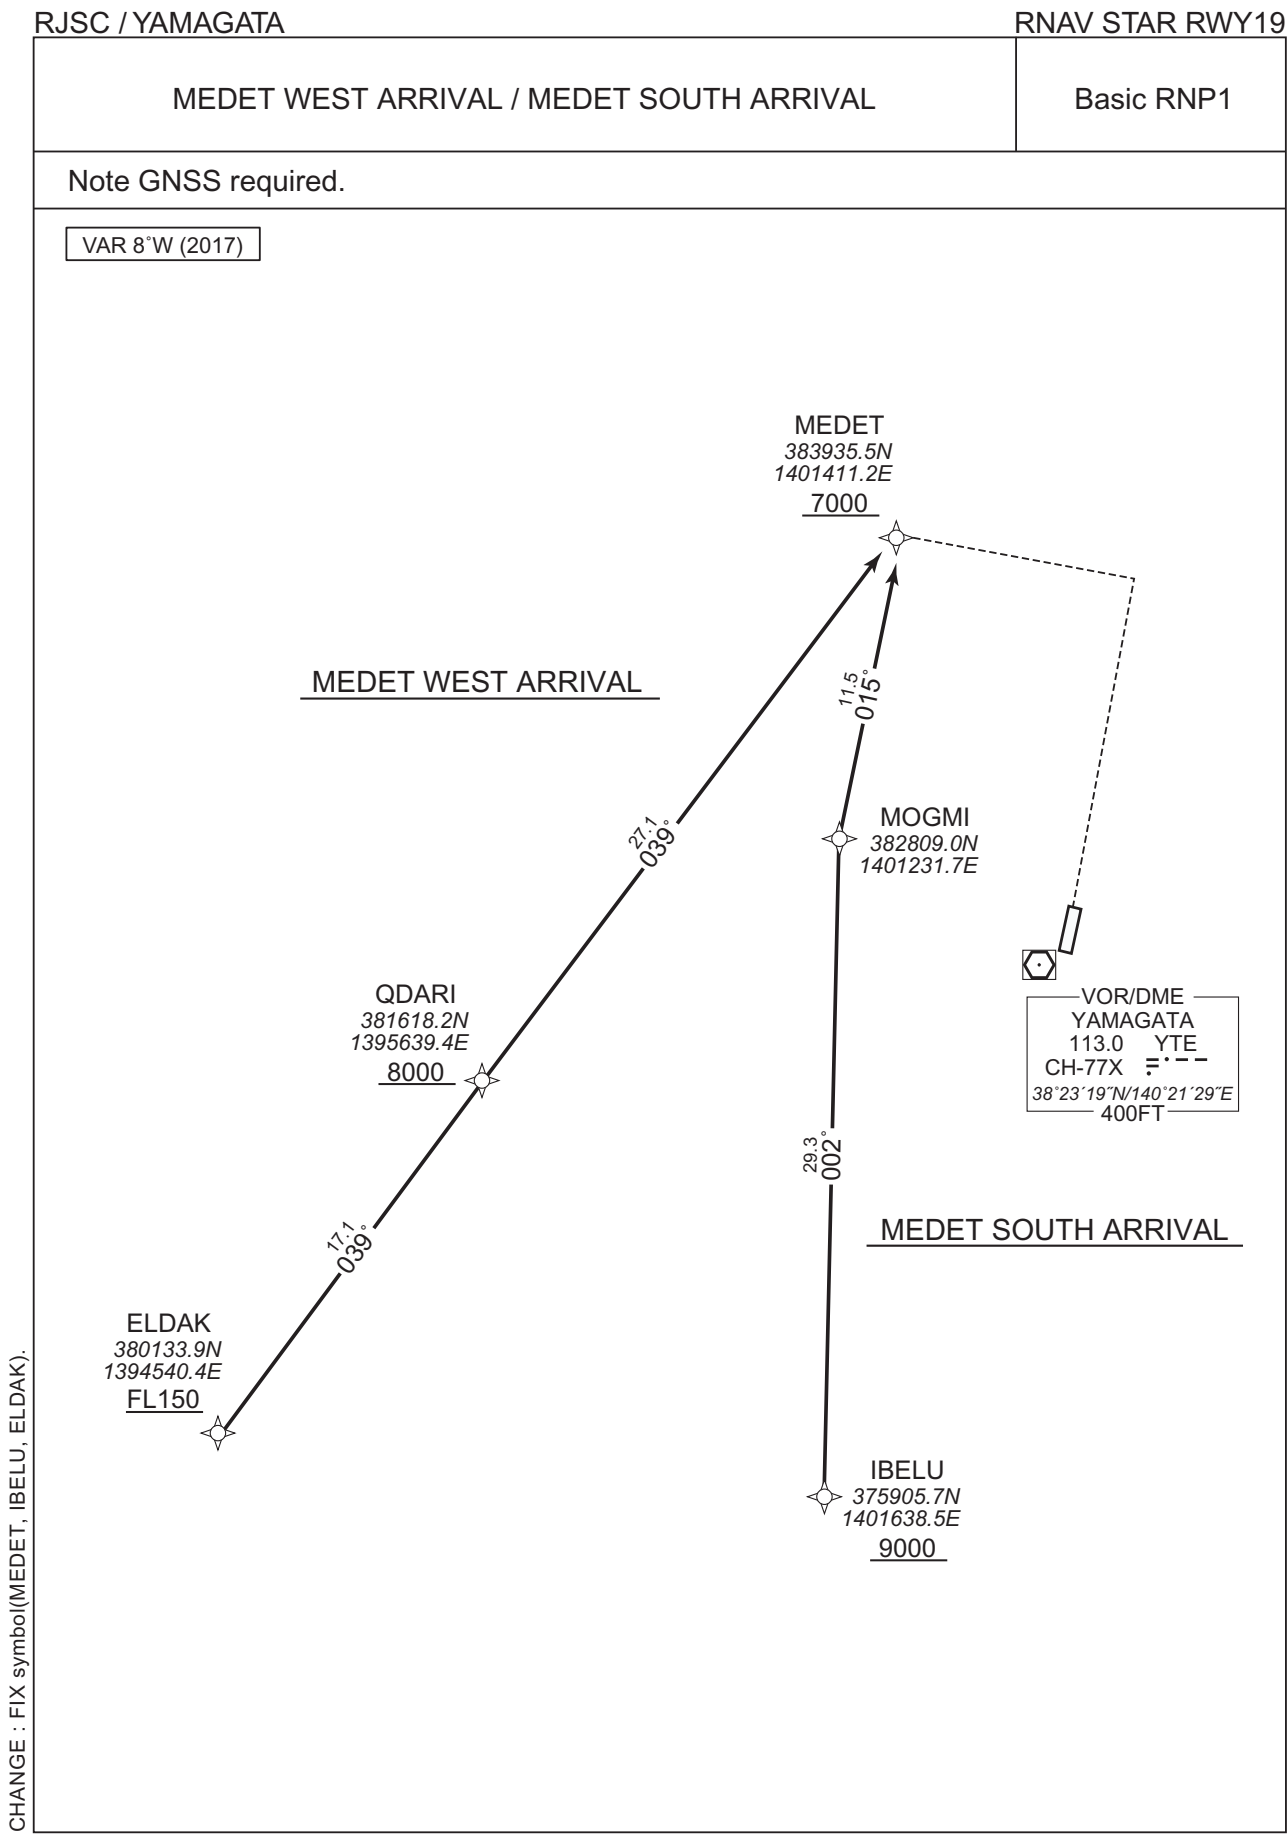 RJSC / YAMAGATA
RNAV STAR RWY19
MEDET WEST ARRIVAL / MEDET SOUTH ARRIVAL
Basic RNP1
Note GNSS required.
VAR 8˚W (2017)
MEDET
383935.5N
1401411.2E
7000
MEDET WEST ARRIVAL
11.5
015˚
MOGMI
382809.0N
1401231.7E
27.1
039˚
QDARI
381618.2N
1395639.4E
8000
VOR/DME
YAMAGATA
113.0 YTE
CH-77X
38˚23´19˝N/140˚21´29˝E
400FT
29.3
002˚
MEDET SOUTH ARRIVAL
17.1
039˚
ELDAK
380133.9N
1394540.4E
FL150
IBELU
375905.7N
1401638.5E
9000
CHANGE : FIX symbol(MEDET, IBELU, ELDAK).